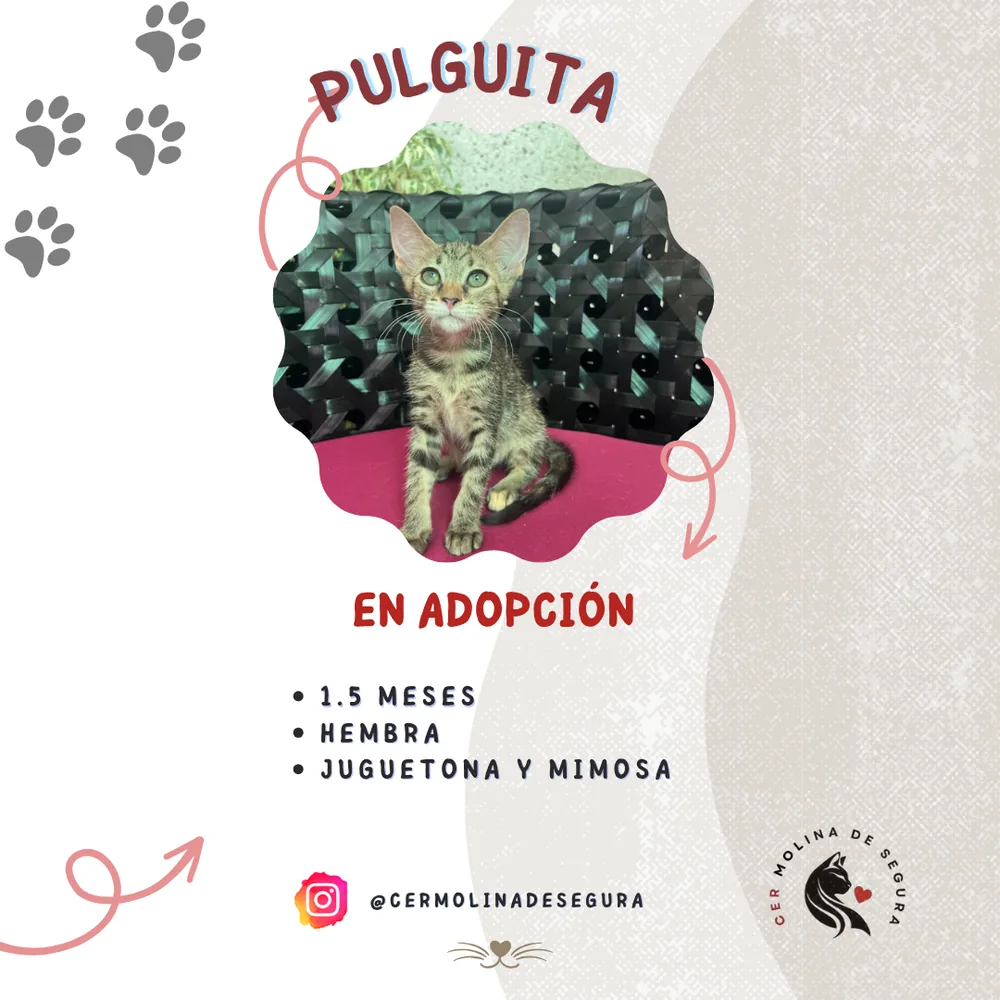 PULGUITA
EN ADOPCIÓN
• 1.5 MESES
• HEMBRA
• JUGUETONA Y MIMOSA
@CERMOLINADESEGURA
CER MOLINA DE SEGURA